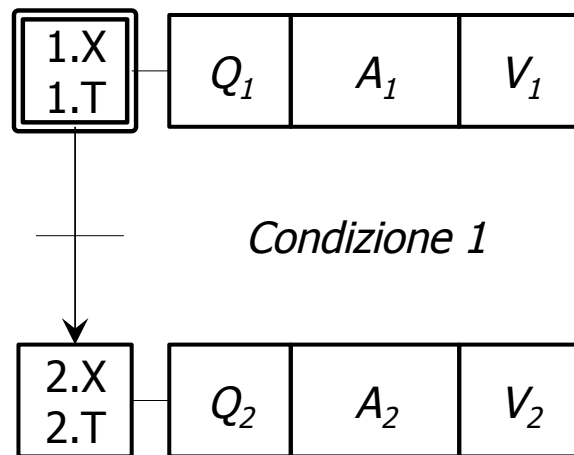 1.X
1.T
Q1 A1 V1
Condizione 1
2.X
2.T
Q2 A2 V2